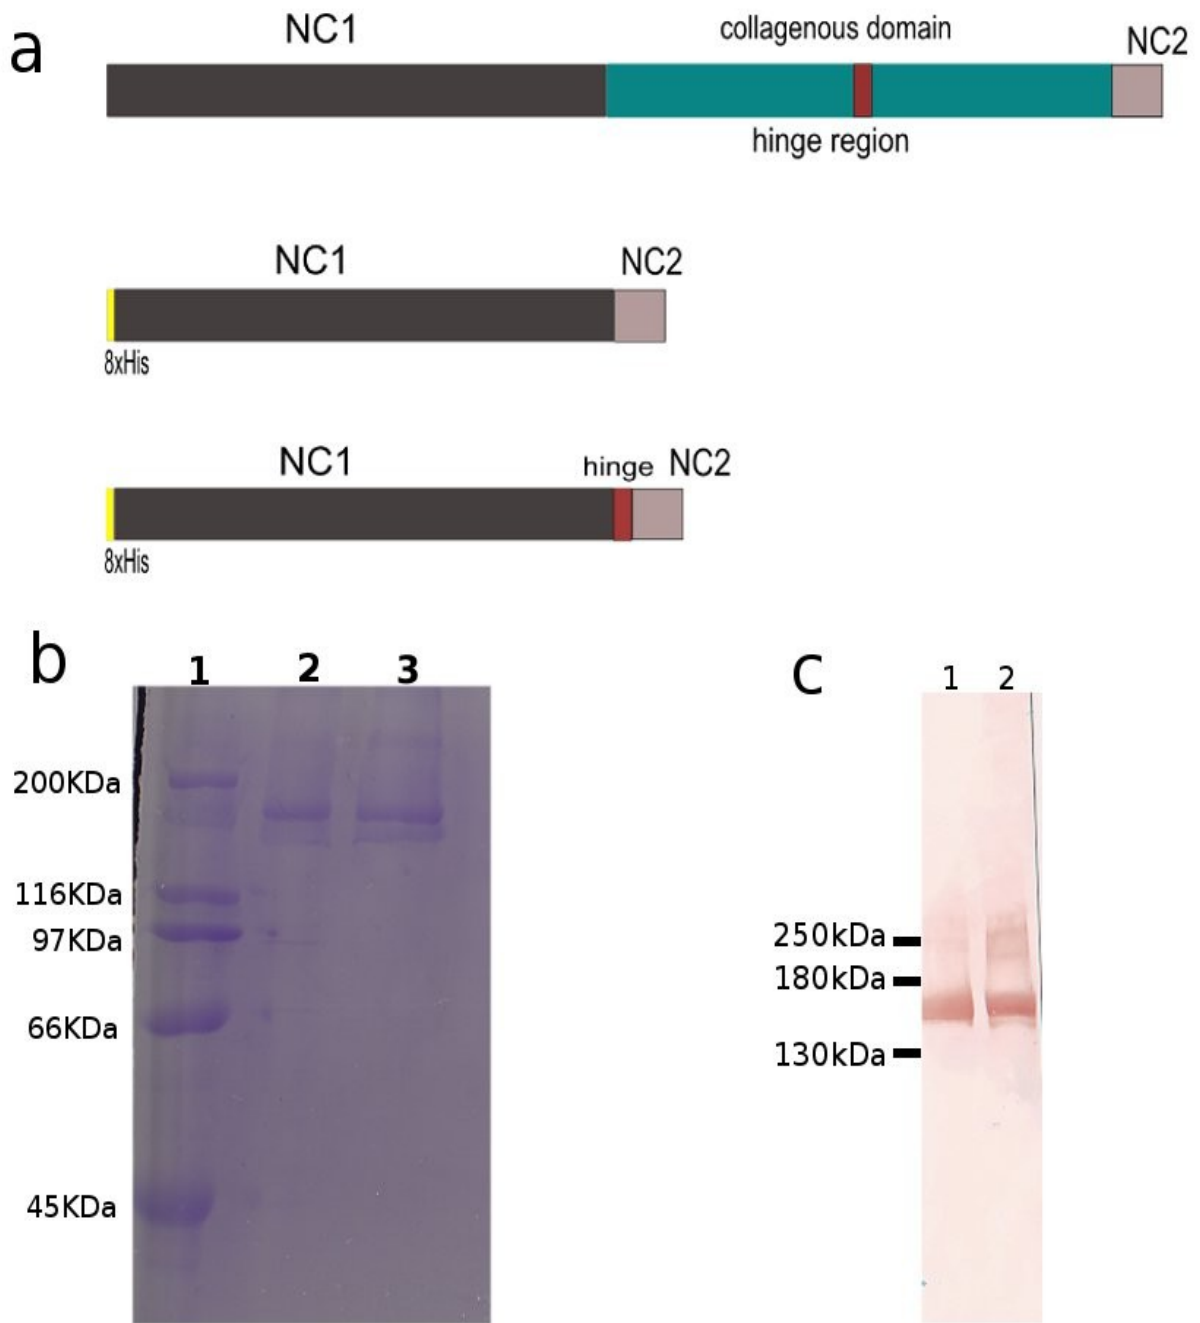 a
NC1
collagenous domain
NC2
hinge region
NC1
NC2
8xHis
NC1
hinge
NC2
8xHis
b
1 2 3
200KDa
116KDa
97KDa
66KDa
45KDa
c
1 2
250kDa
180kDa
130kDa